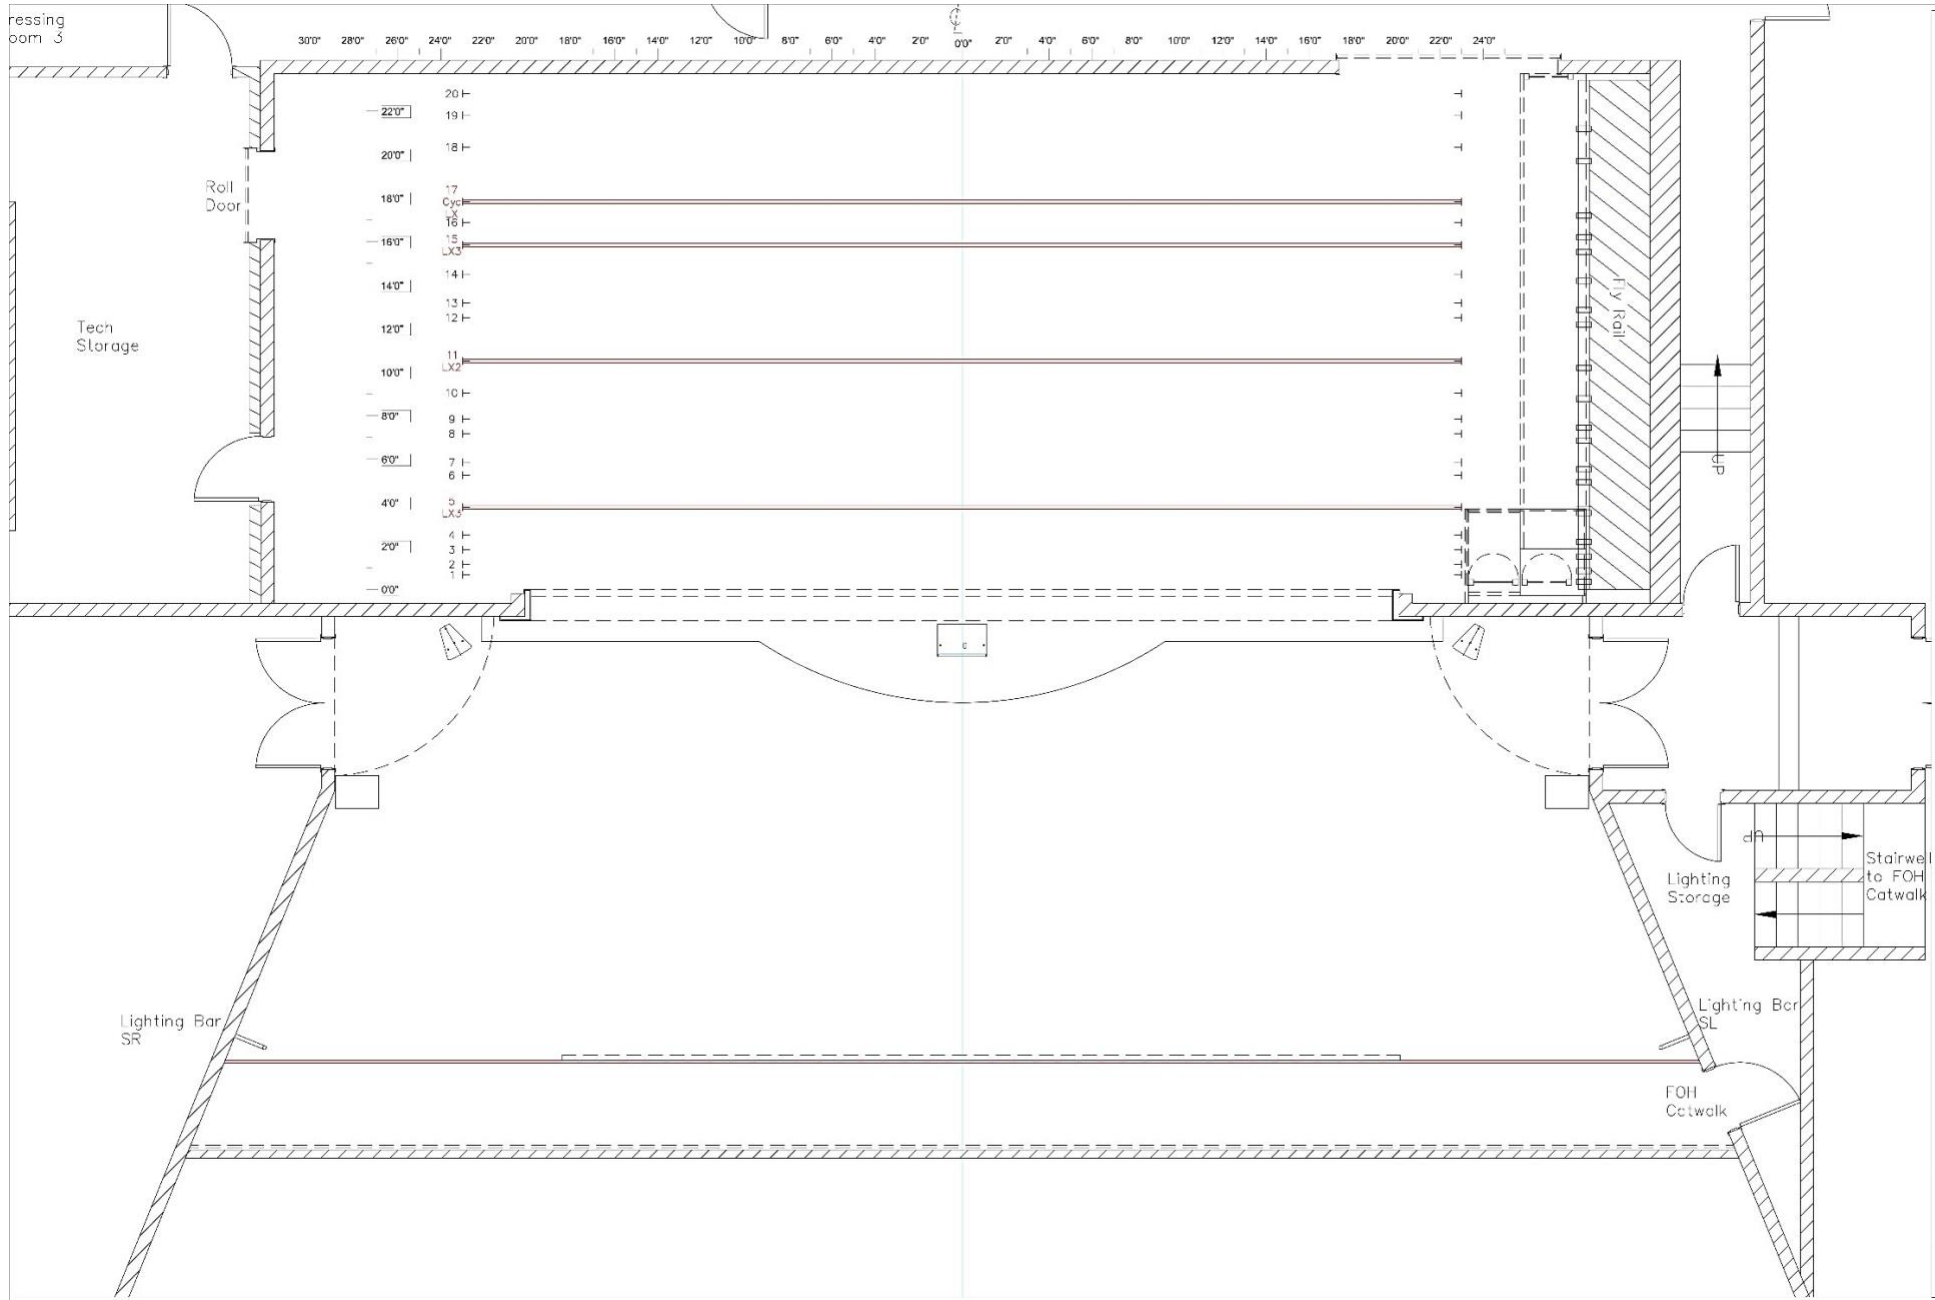 ressing
oom 3
30'0" 28'0" 26'0" 24'0" 22'0" 20'0" 18'0" 16'0" 14'0" 12'0" 10'0" 8'0" 6'0" 4'0" 2'0" 0'0" 2'0" 4'0" 6'0" 8'0" 10'0" 12'0" 14'0" 16'0" 18'0" 20'0" 22'0" 24'0"
20
22'0"
19
20'0"
18
Roll
Door
18'0"
17
Cyc
LX
16
16'0"
15
LX3
14'0"
14
13
12
12'0"
Tech
Storage
Fly Rail
11
LX2
10'0"
10
8'0"
9
8
6'0"
7
6
UP
4'0"
5
LX3
4
2'0"
3
2
1
0'0"
UP
Stairwel
to FOH
Catwalk
Lighting
Storage
Lighting Bar
SR
Lighting Bar
SL
FOH
Catwalk